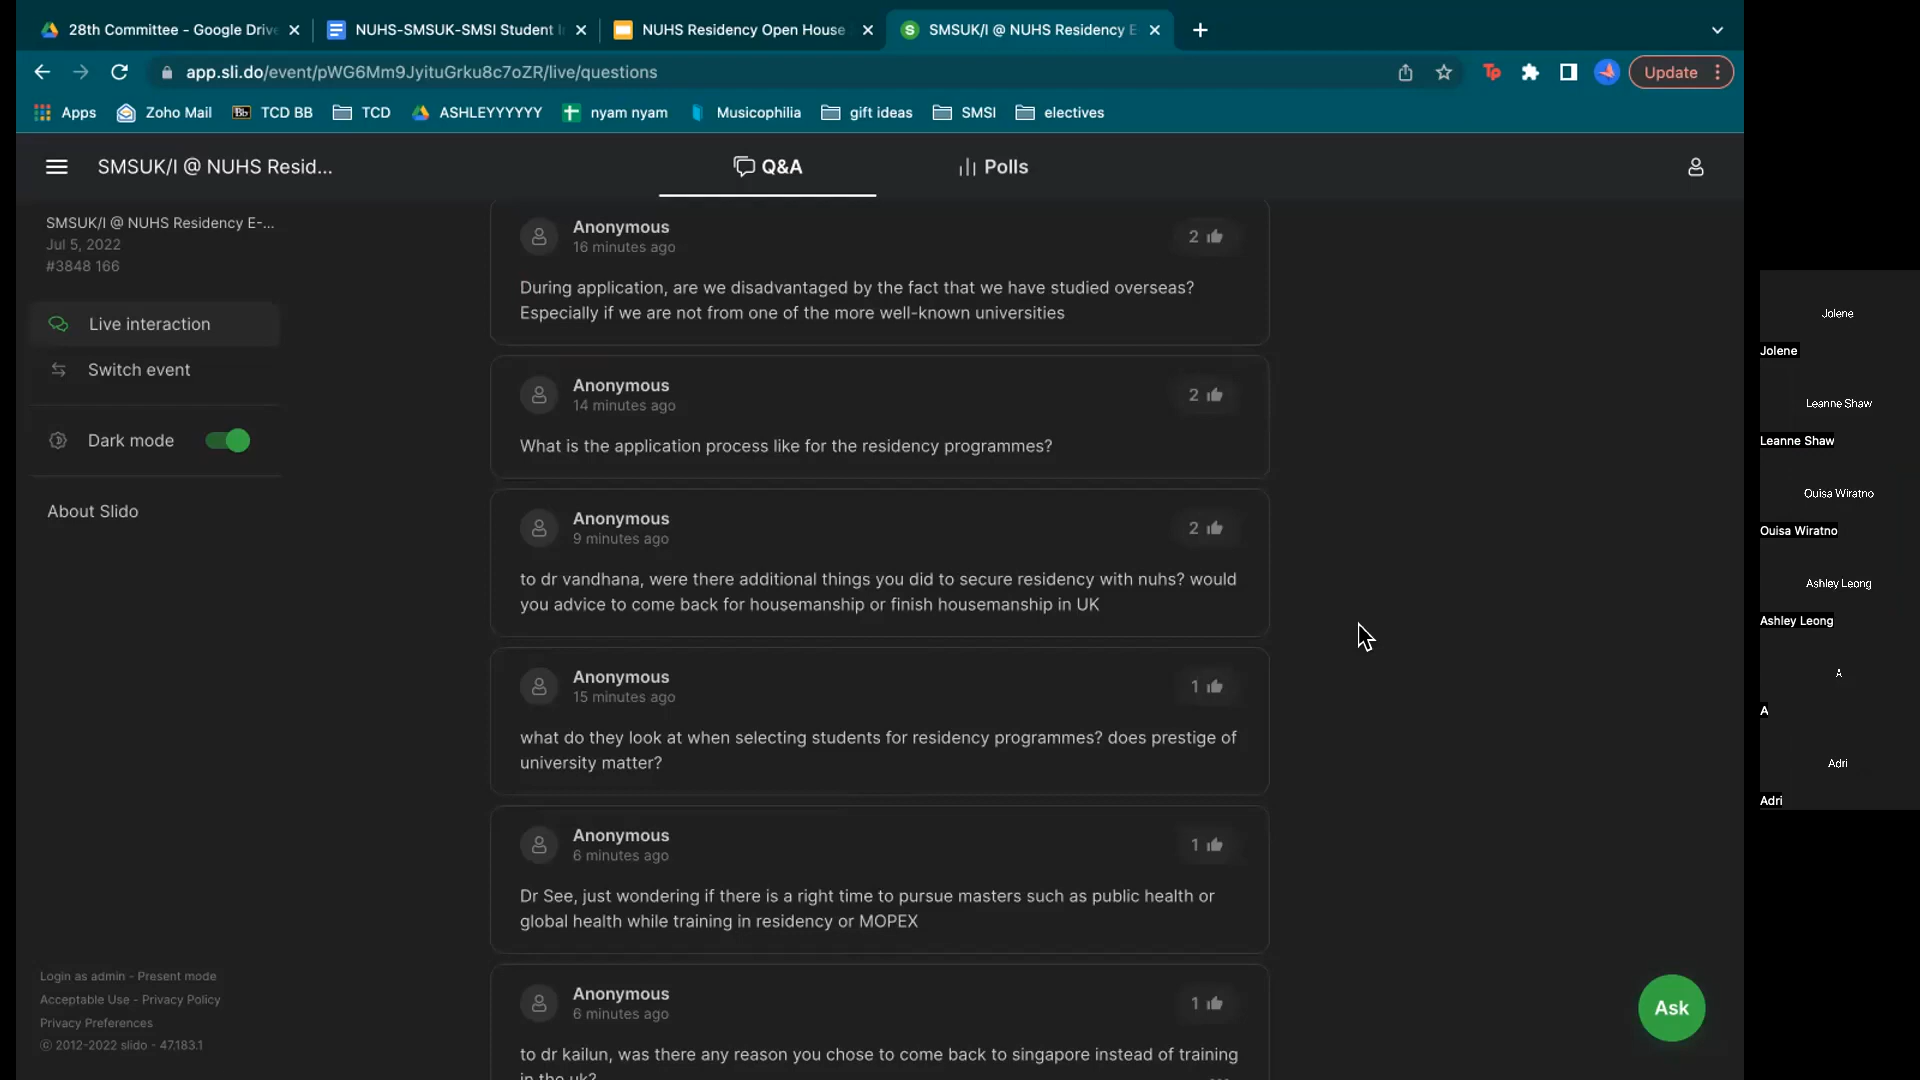 28th Committee - Google Drive
NUHS-SMSUK-SMSI Student I
NUHS Residency Open House
SMSUK/I @ NUHS Residency E
app.sli.do/event/pWG6Mm9JyituGrku8c7oZR/live/questions
Update
Apps
Zoho Mail
Bb
TCD BB
TCD
ASHLEYYYYYY
nyam nyam
Musicophilia
gift ideas
SMSI
electives
SMSUK/I @ NUHS Resid...
Q&A
Polls
SMSUK/I @ NUHS Residency E-...
Jul 5, 2022
#3848 166
Live interaction
Switch event
Dark mode
About Slido
Login as admin - Present mode
Acceptable Use - Privacy Policy
Privacy Preferences
© 2012-2022 slido - 47.183.1
Anonymous
16 minutes ago
2
During application, are we disadvantaged by the fact that we have studied overseas?
Especially if we are not from one of the more well-known universities
Anonymous
14 minutes ago
2
What is the application process like for the residency programmes?
Anonymous
9 minutes ago
2
to dr vandhana, were there additional things you did to secure residency with nuhs? would
you advice to come back for housemanship or finish housemanship in UK
Anonymous
15 minutes ago
1
what do they look at when selecting students for residency programmes? does prestige of
university matter?
Anonymous
6 minutes ago
1
Dr See, just wondering if there is a right time to pursue masters such as public health or
global health while training in residency or MOPEX
Anonymous
6 minutes ago
1
to dr kailun, was there any reason you chose to come back to singapore instead of training
in the uk?
Ask
Jolene
Jolene
Leanne Shaw
Leanne Shaw
Ouisa Wiratno
Ouisa Wiratno
Ashley Leong
Ashley Leong
A
A
Adri
Adri